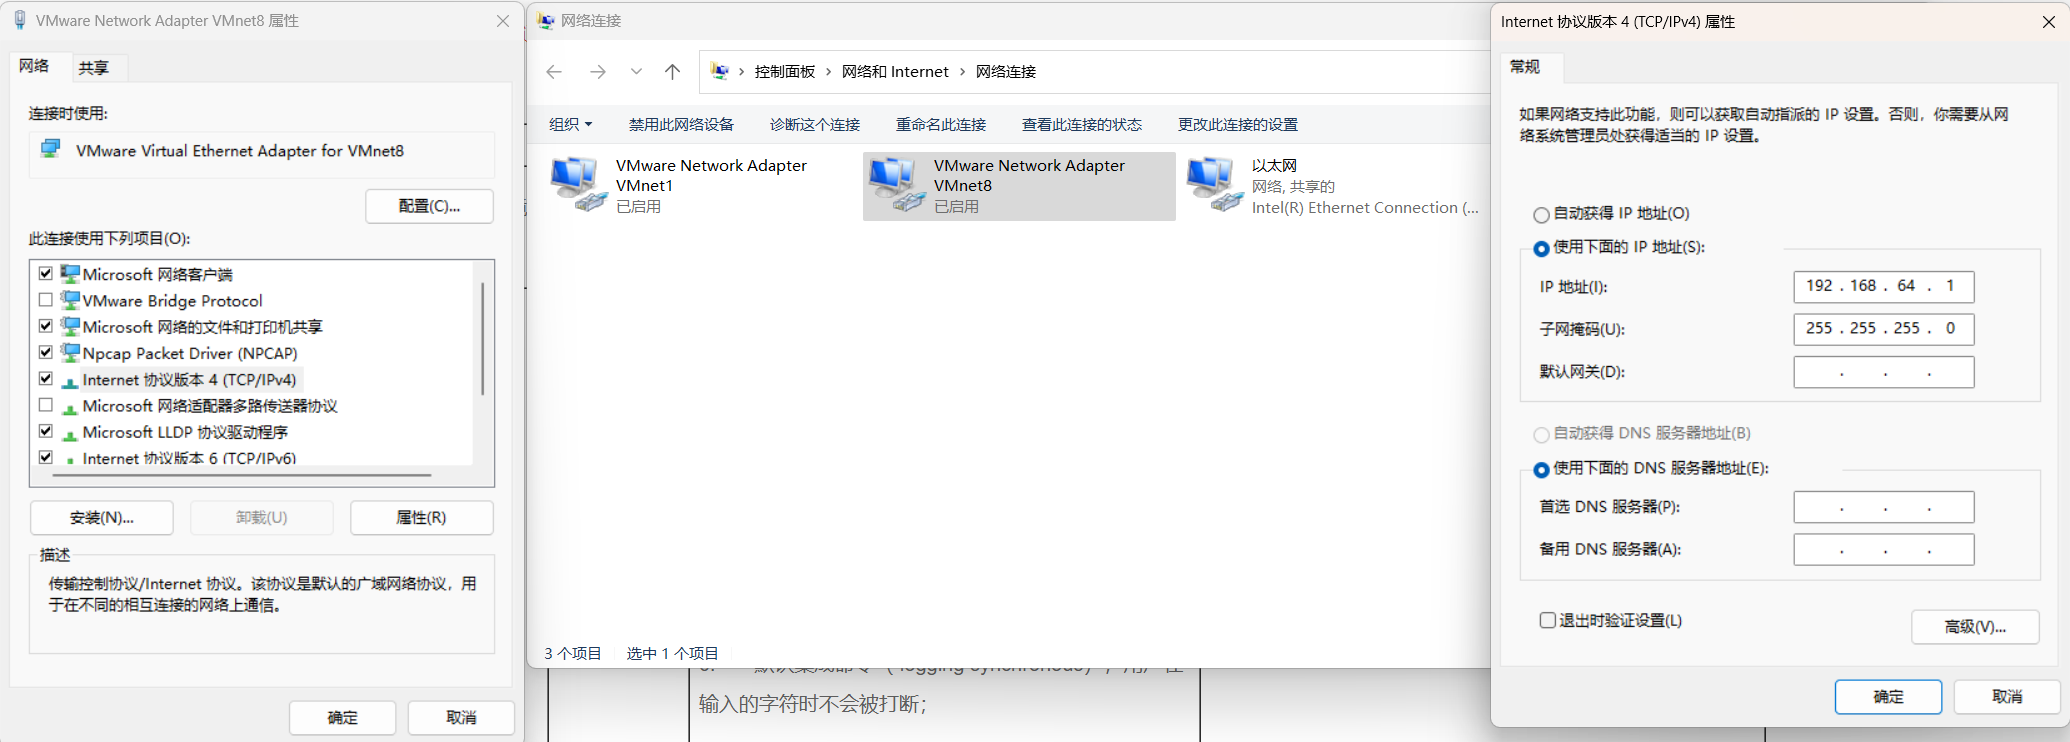 VMware Network Adapter VMnet8 属性
网络
共享
连接时使用:
VMware Virtual Ethernet Adapter for VMnet8
配置(C)...
此连接使用下列项目(O):
Microsoft 网络客户端
VMware Bridge Protocol
Microsoft 网络的文件和打印机共享
Npcap Packet Driver (NPCAP)
Internet 协议版本 4 (TCP/IPv4)
Microsoft 网络适配器多路传送器协议
Microsoft LLDP 协议驱动程序
Internet 协议版本 6 (TCP/IPv6)
安装(N)...
卸载(U)
属性(R)
描述
传输控制协议/Internet 协议。该协议是默认的广域网络协议，用
于在不同的相互连接的网络上通信。
确定
取消
网络连接
控制面板 › 网络和 Internet › 网络连接
组织
禁用此网络设备
诊断这个连接
重命名此连接
查看此连接的状态
更改此连接的设置
VMware Network Adapter
VMnet1
已启用
VMware Network Adapter
VMnet8
已启用
以太网
网络, 共享的
Intel(R) Ethernet Connection (...
3 个项目
选中 1 个项目
输入的字符时不会被打断；
Internet 协议版本 4 (TCP/IPv4) 属性
常规
如果网络支持此功能，则可以获取自动指派的 IP 设置。否则，你需要从网
络系统管理员处获得适当的 IP 设置。
自动获得 IP 地址(O)
使用下面的 IP 地址(S):
IP 地址(I):
192 . 168 . 64 . 1
子网掩码(U):
255 . 255 . 255 . 0
默认网关(D):
. . .
自动获得 DNS 服务器地址(B)
使用下面的 DNS 服务器地址(E):
首选 DNS 服务器(P):
. . .
备用 DNS 服务器(A):
. . .
退出时验证设置(L)
高级(V)...
确定
取消